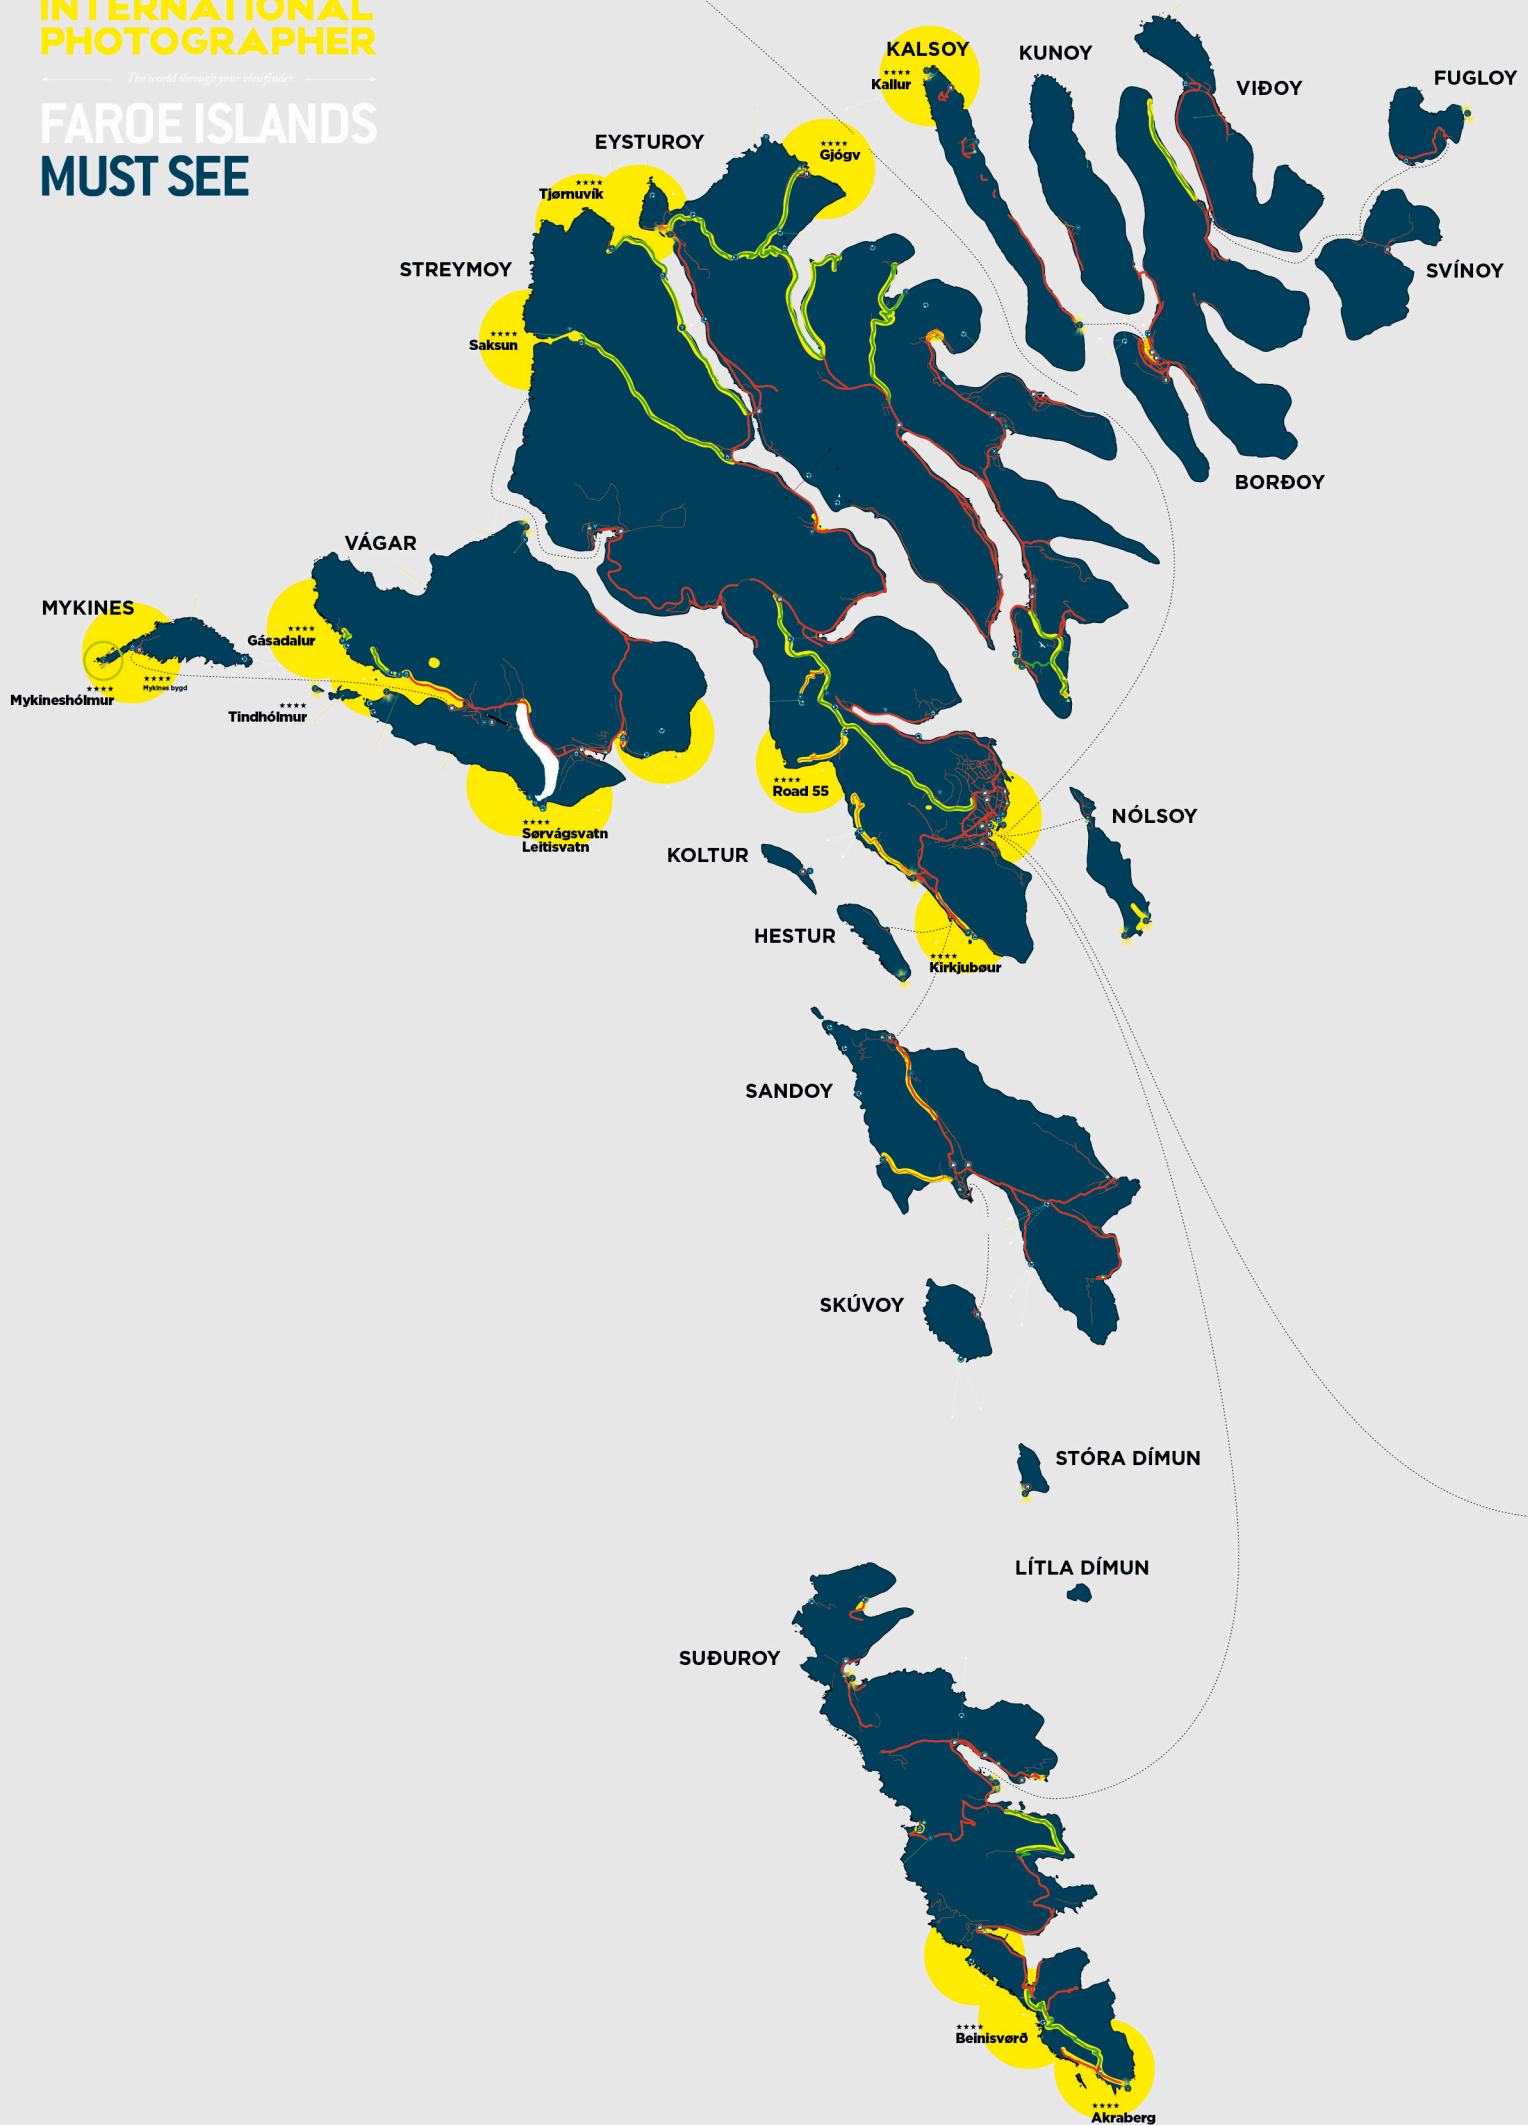 INTERNATIONAL
PHOTOGRAPHER
The world through your viewfinder
FAROE ISLANDS
MUST SEE
KALSOY
★★★★
Kallur
KUNOY
VIÐOY
FUGLOY
EYSTUROY
★★★★
Gjógv
★★★★
Tjørnuvík
STREYMOY
SVÍNOY
★★★★
Saksun
BORÐOY
VÁGAR
MYKINES
★★★★
Gásadalur
★★★★
Mykines bygd
★★★★
Mykineshólmur
★★★★
Tindhólmur
★★★★
Road 55
★★★★
Sørvágsvatn
Leitisvatn
NÓLSOY
KOLTUR
HESTUR
★★★★
Kirkjubøur
SANDOY
SKÚVOY
STÓRA DÍMUN
LÍTLA DÍMUN
SUÐUROY
★★★★
Beinisvørð
★★★★
Akraberg